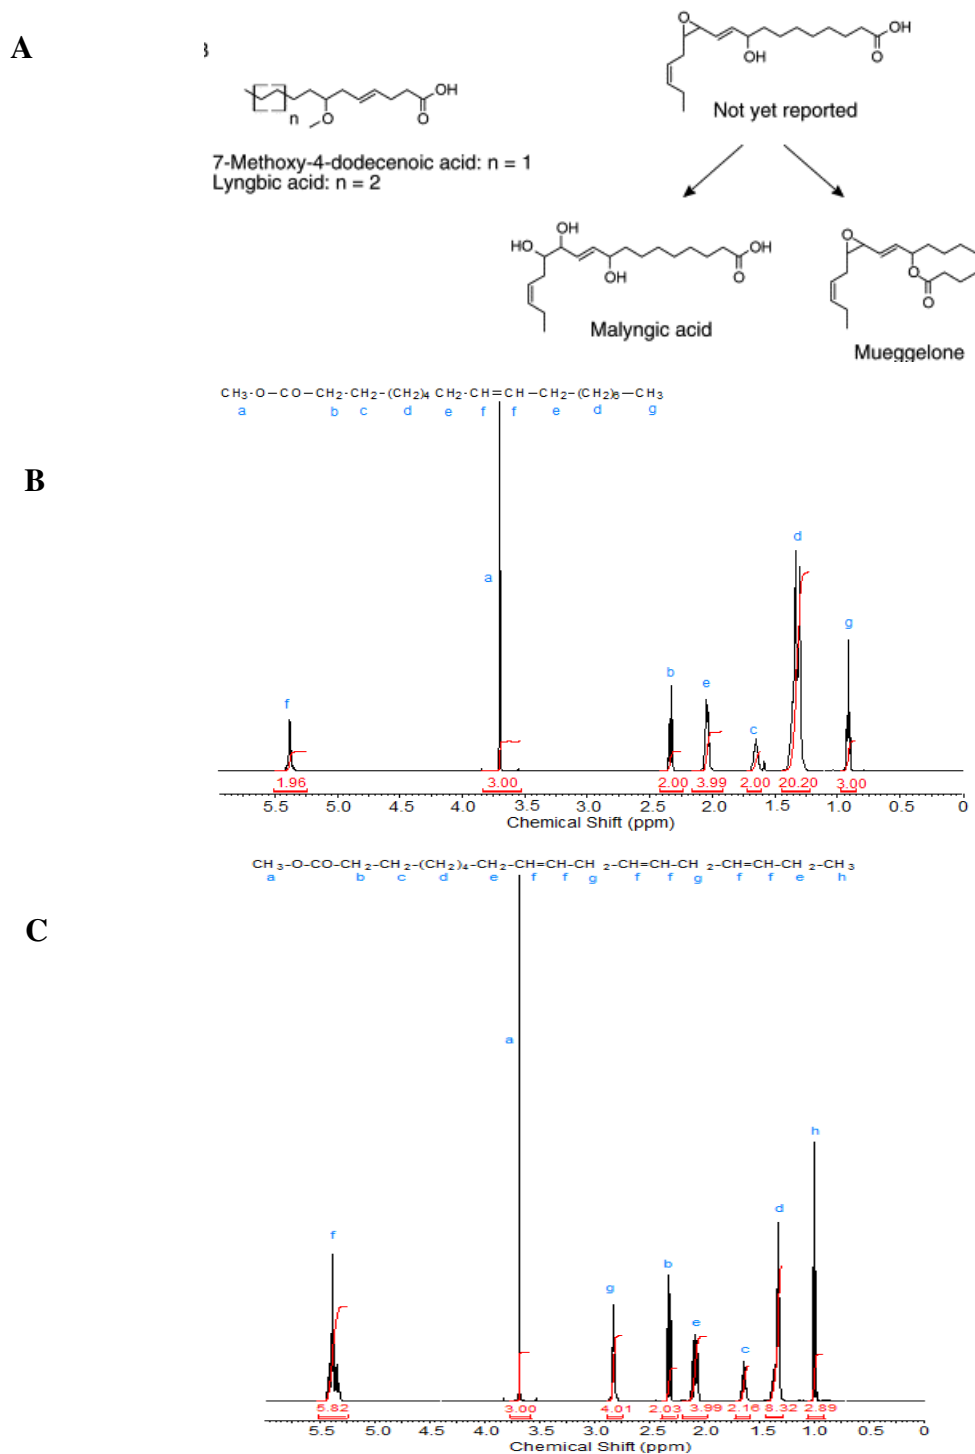 A
OH
O
n
O
7-Methoxy-4-dodecenoic acid: n = 1
Lyngbic acid: n = 2
O
OH
OH
O
Not yet reported
OH
HO
OH
OH
O
Malyngic acid
O
O
O
Mueggelone
B
CH3-O-CO-CH2-CH2-(CH2)4 CH2-CH=CH-CH2-(CH2)6-CH3
a b c d e f f e d g
a
d
g
b
e
f
c
1.96 3.00 2.00 3.99 2.00 20.20 3.00
5.5 5.0 4.5 4.0 3.5 3.0 2.5 2.0 1.5 1.0 0.5 0
Chemical Shift (ppm)
C
CH3-O-CO-CH2-CH2-(CH2)4-CH2-CH=CH-CH2-CH=CH-CH2-CH=CH-CH2-CH3
a b c d e f f g f f g f f e h
a
h
f
d
b
g
e
c
5.82 3.00 4.01 2.03 3.99 2.16 8.32 2.89
5.5 5.0 4.5 4.0 3.5 3.0 2.5 2.0 1.5 1.0 0.5 0
Chemical Shift (ppm)